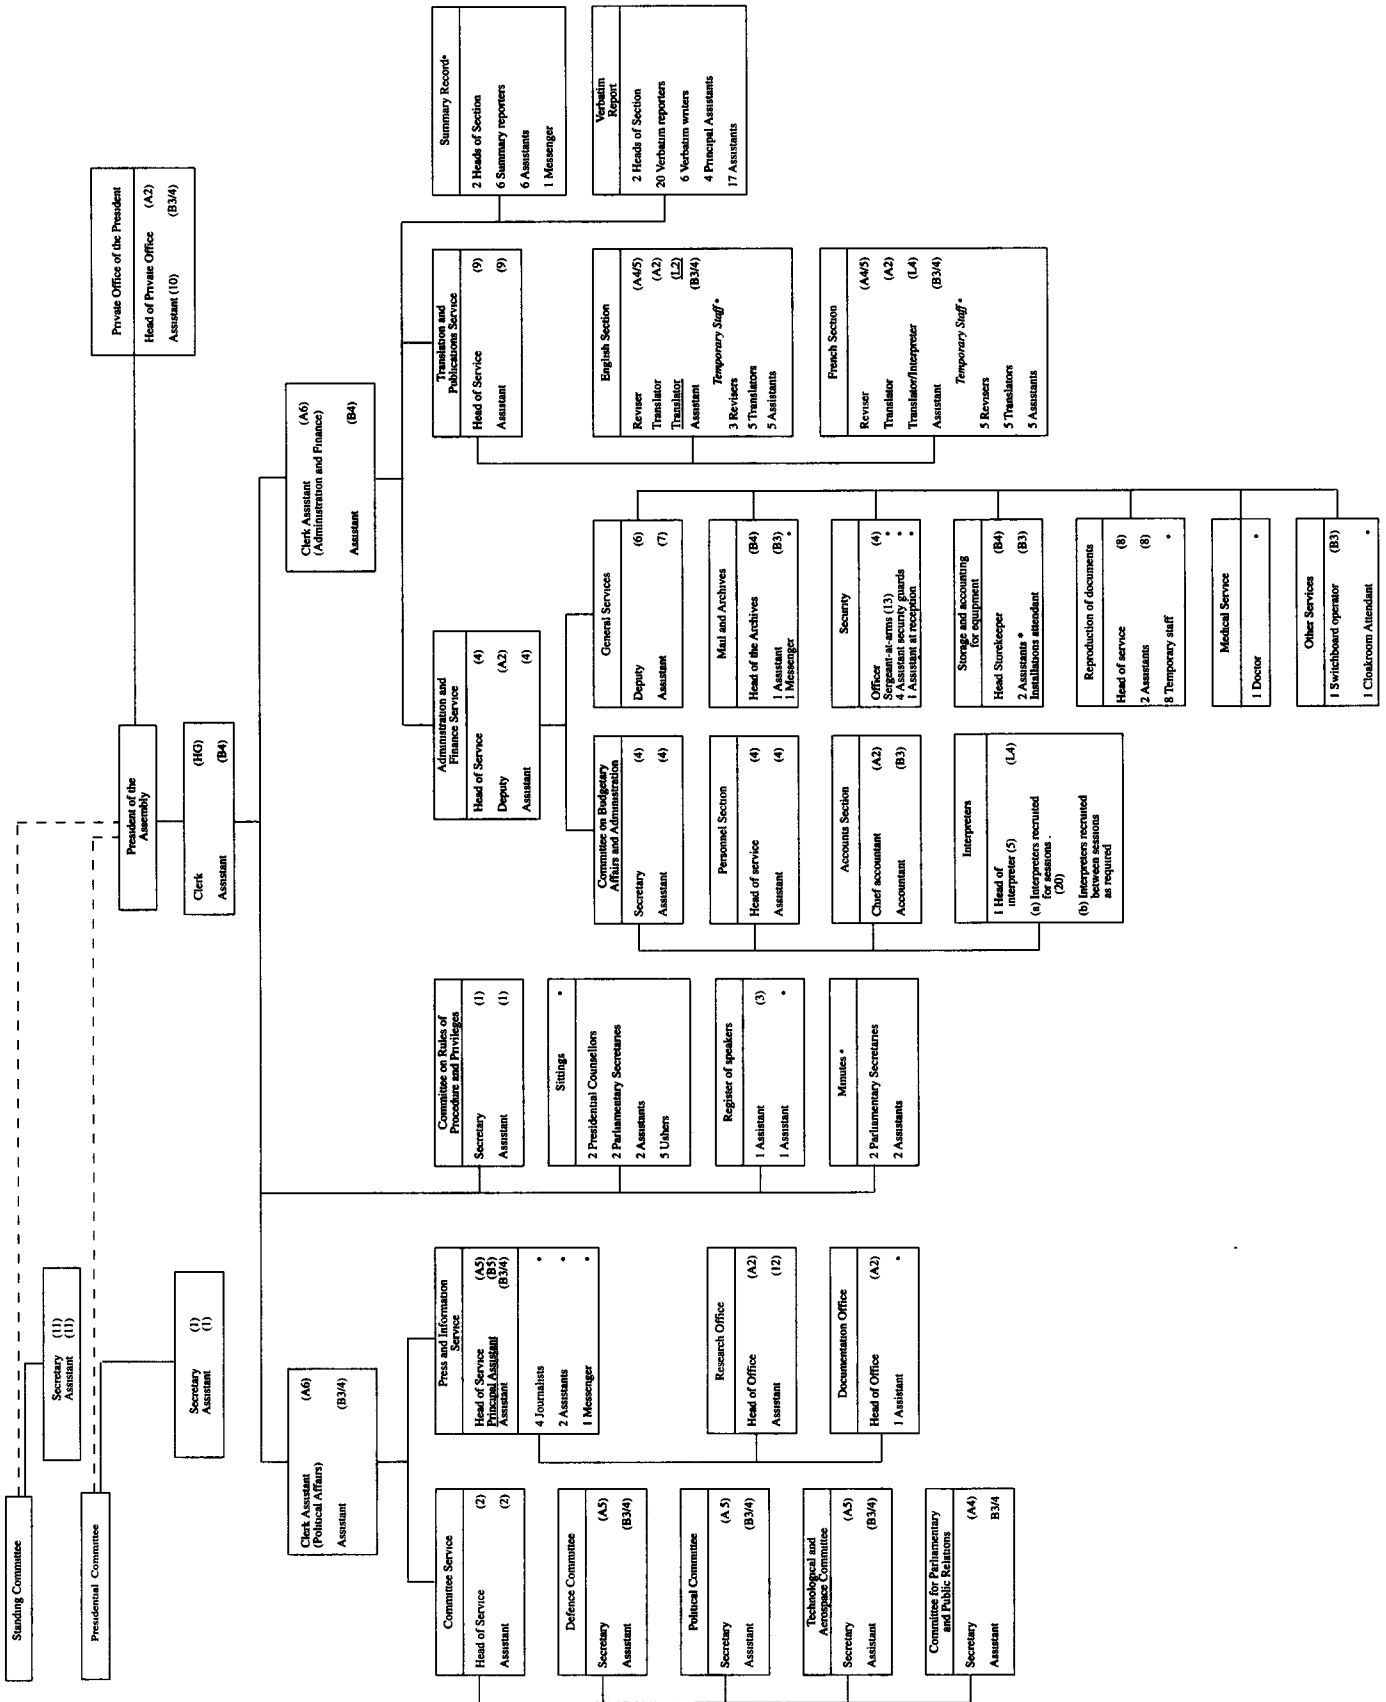 Standing Committee
Secretary (11)
Assistant (11)
Presidential Committee
Secretary (1)
Assistant (1)
President of the
Assembly
Private Office of the President
Head of Private Office (A2)
Assistant (10) (B3/4)
Clerk (HG)
Assistant (B4)
Clerk Assistant (A6)
(Political Affairs)
Assistant (B3/4)
Clerk Assistant (A6)
(Administration and Finance)
Assistant (B4)
Committee Service
Head of Service (2)
Assistant (2)
Defence Committee
Secretary (A5)
Assistant (B3/4)
Political Committee
Secretary (A5)
Assistant (B3/4)
Technological and
Aerospace Committee
Secretary (A5)
Assistant (B3/4)
Committee for Parliamentary
and Public Relations
Secretary (A4)
Assistant B3/4
Press and Information
Service
Head of Service (A5)
Principal Assistant (B5)
Assistant (B3/4)
4 Journalists *
2 Assistants *
1 Messenger *
Research Office
Head of Office (A2)
Assistant (12)
Documentation Office
Head of Office (A2)
1 Assistant *
Committee on Rules of
Procedure and Privileges
Secretary (1)
Assistant (1)
Sittings *
2 Presidential Counsellors
2 Parliamentary Secretaries
2 Assistants
5 Ushers
Register of speakers
1 Assistant (3)
1 Assistant *
Minutes *
2 Parliamentary Secretaries
2 Assistants
Administration and
Finance Service
Head of Service (4)
Deputy (A2)
Assistant (4)
Committee on Budgetary
Affairs and Administration
Secretary (4)
Assistant (4)
Personnel Section
Head of service (4)
Assistant (4)
Accounts Section
Chief accountant (A2)
Accountant (B3)
Interpreters
1 Head of
interpreter (5) (L4)
(a) Interpreters recruited
for sessions .
(20)
(b) Interpreters recruited
between sessions
as required
General Services
Deputy (6)
Assistant (7)
Mail and Archives
Head of the Archives (B4)
1 Assistant (B3)
1 Messenger *
Security
Officer (4)
Sergeant-at-arms (13) *
4 Assistant security guards *
1 Assistant at reception *
Storage and accounting
for equipment
Head Storekeeper (B4)
2 Assistants *
Installations attendant (B3)
Reproduction of documents
Head of service (8)
2 Assistants (8)
8 Temporary staff *
Medical Service
1 Doctor *
Other Services
1 Switchboard operator (B3)
1 Cloakroom Attendant *
Translation and
Publications Service
Head of Service (9)
Assistant (9)
English Section
Reviser (A4/5)
Translator (A2)
Translator (L2)
Assistant (B3/4)
Temporary Staff *
3 Revisers
5 Translators
5 Assistants
French Section
Reviser (A4/5)
Translator (A2)
Translator/Interpreter (L4)
Assistant (B3/4)
Temporary Staff *
5 Revisers
5 Translators
5 Assistants
Summary Record*
2 Heads of Section
6 Summary reporters
6 Assistants
1 Messenger
Verbatim
Report
2 Heads of Section
20 Verbatim reporters
6 Verbatim writers
4 Principal Assistants
17 Assistants